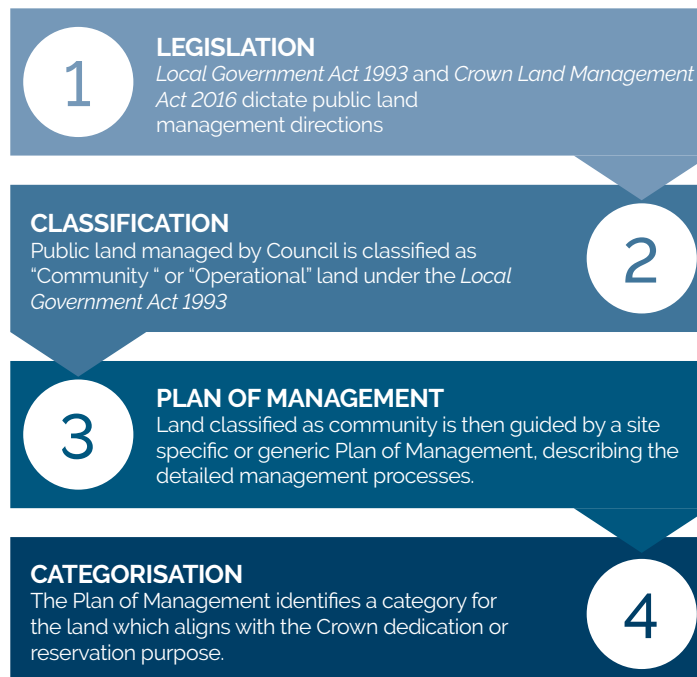 1
LEGISLATION
Local Government Act 1993 and Crown Land Management
Act 2016 dictate public land
management directions
CLASSIFICATION
Public land managed by Council is classified as
“Community “ or “Operational” land under the Local
Government Act 1993
2
3
PLAN OF MANAGEMENT
Land classified as community is then guided by a site
specific or generic Plan of Management, describing the
detailed management processes.
CATEGORISATION
The Plan of Management identifies a category for
the land which aligns with the Crown dedication or
reservation purpose.
4